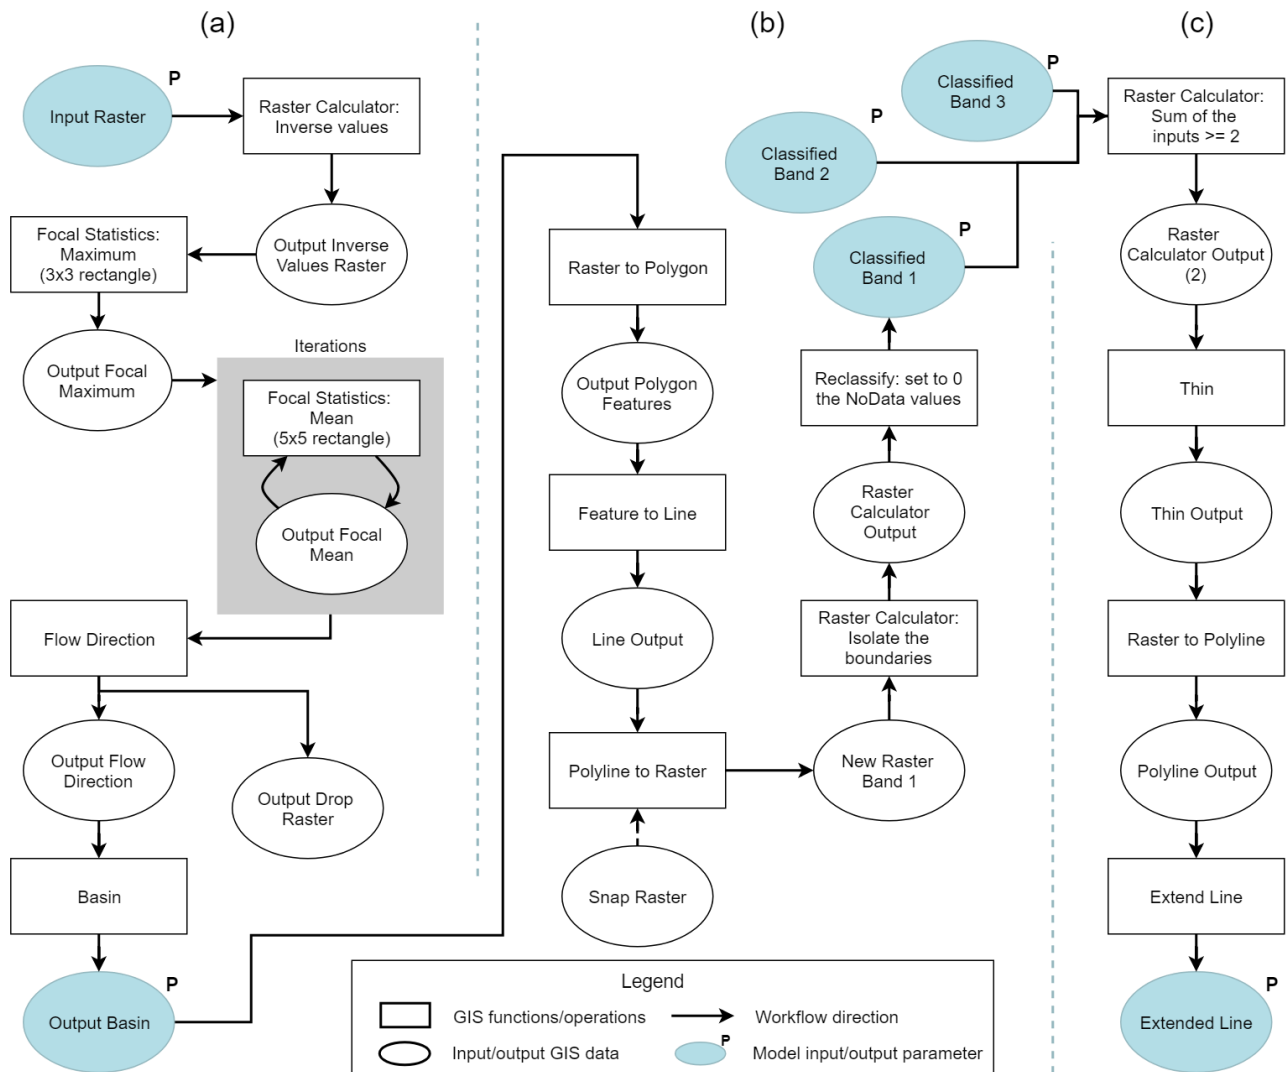 (a)
(b)
(c)
P
Input Raster
Raster Calculator:
Inverse values
Output Inverse
Values Raster
Focal Statistics:
Maximum
(3x3 rectangle)
Output Focal
Maximum
Iterations
Focal Statistics:
Mean
(5x5 rectangle)
Output Focal
Mean
Flow Direction
Output Flow
Direction
Output Drop
Raster
Basin
P
Output Basin
Raster to Polygon
Output Polygon
Features
Feature to Line
Line Output
Polyline to Raster
Snap Raster
New Raster
Band 1
Raster Calculator:
Isolate the
boundaries
Raster
Calculator
Output
Reclassify: set to 0
the NoData values
P
Classified
Band 1
P
Classified
Band 2
P
Classified
Band 3
Raster Calculator:
Sum of the
inputs >= 2
Raster
Calculator Output
(2)
Thin
Thin Output
Raster to Polyline
Polyline Output
Extend Line
P
Extended Line
Legend
GIS functions/operations
Workflow direction
Input/output GIS data
P
Model input/output parameter